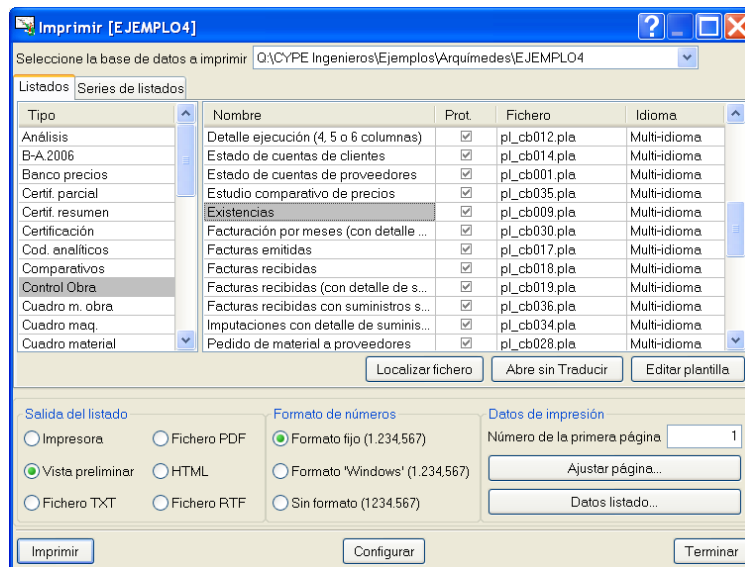 Imprimir [EJEMPLO4]
Seleccione la base de datos a imprimir Q:\CYPE Ingenieros\Ejemplos\Arquímedes\EJEMPLO4
Listados Series de listados
Tipo Nombre Prot. Fichero Idioma
Análisis Detalle ejecución (4, 5 o 6 columnas) pl_cb012.pla Multi-idioma
B-A.2006 Estado de cuentas de clientes pl_cb014.pla Multi-idioma
Banco precios Estado de cuentas de proveedores pl_cb001.pla Multi-idioma
Certif. parcial Estudio comparativo de precios pl_cb035.pla Multi-idioma
Certif. resumen Existencias pl_cb009.pla Multi-idioma
Certificación Facturación por meses (con detalle ... pl_cb030.pla Multi-idioma
Cod. analíticos Facturas emitidas pl_cb017.pla Multi-idioma
Comparativos Facturas recibidas pl_cb018.pla Multi-idioma
Control Obra Facturas recibidas (con detalle de s... pl_cb019.pla Multi-idioma
Cuadro m. obra Facturas recibidas con suministros s... pl_cb036.pla Multi-idioma
Cuadro maq. Imputaciones con detalle de suminis... pl_cb034.pla Multi-idioma
Cuadro material Pedido de material a proveedores pl_cb028.pla Multi-idioma
Localizar fichero Abre sin Traducir Editar plantilla
Salida del listado Formato de números Datos de impresión
Impresora Fichero PDF Formato fijo (1.234,567) Número de la primera página 1
Vista preliminar HTML Formato 'Windows' (1.234,567) Ajustar página...
Fichero TXT Fichero RTF Sin formato (1234.567) Datos listado...
Imprimir Configurar Terminar